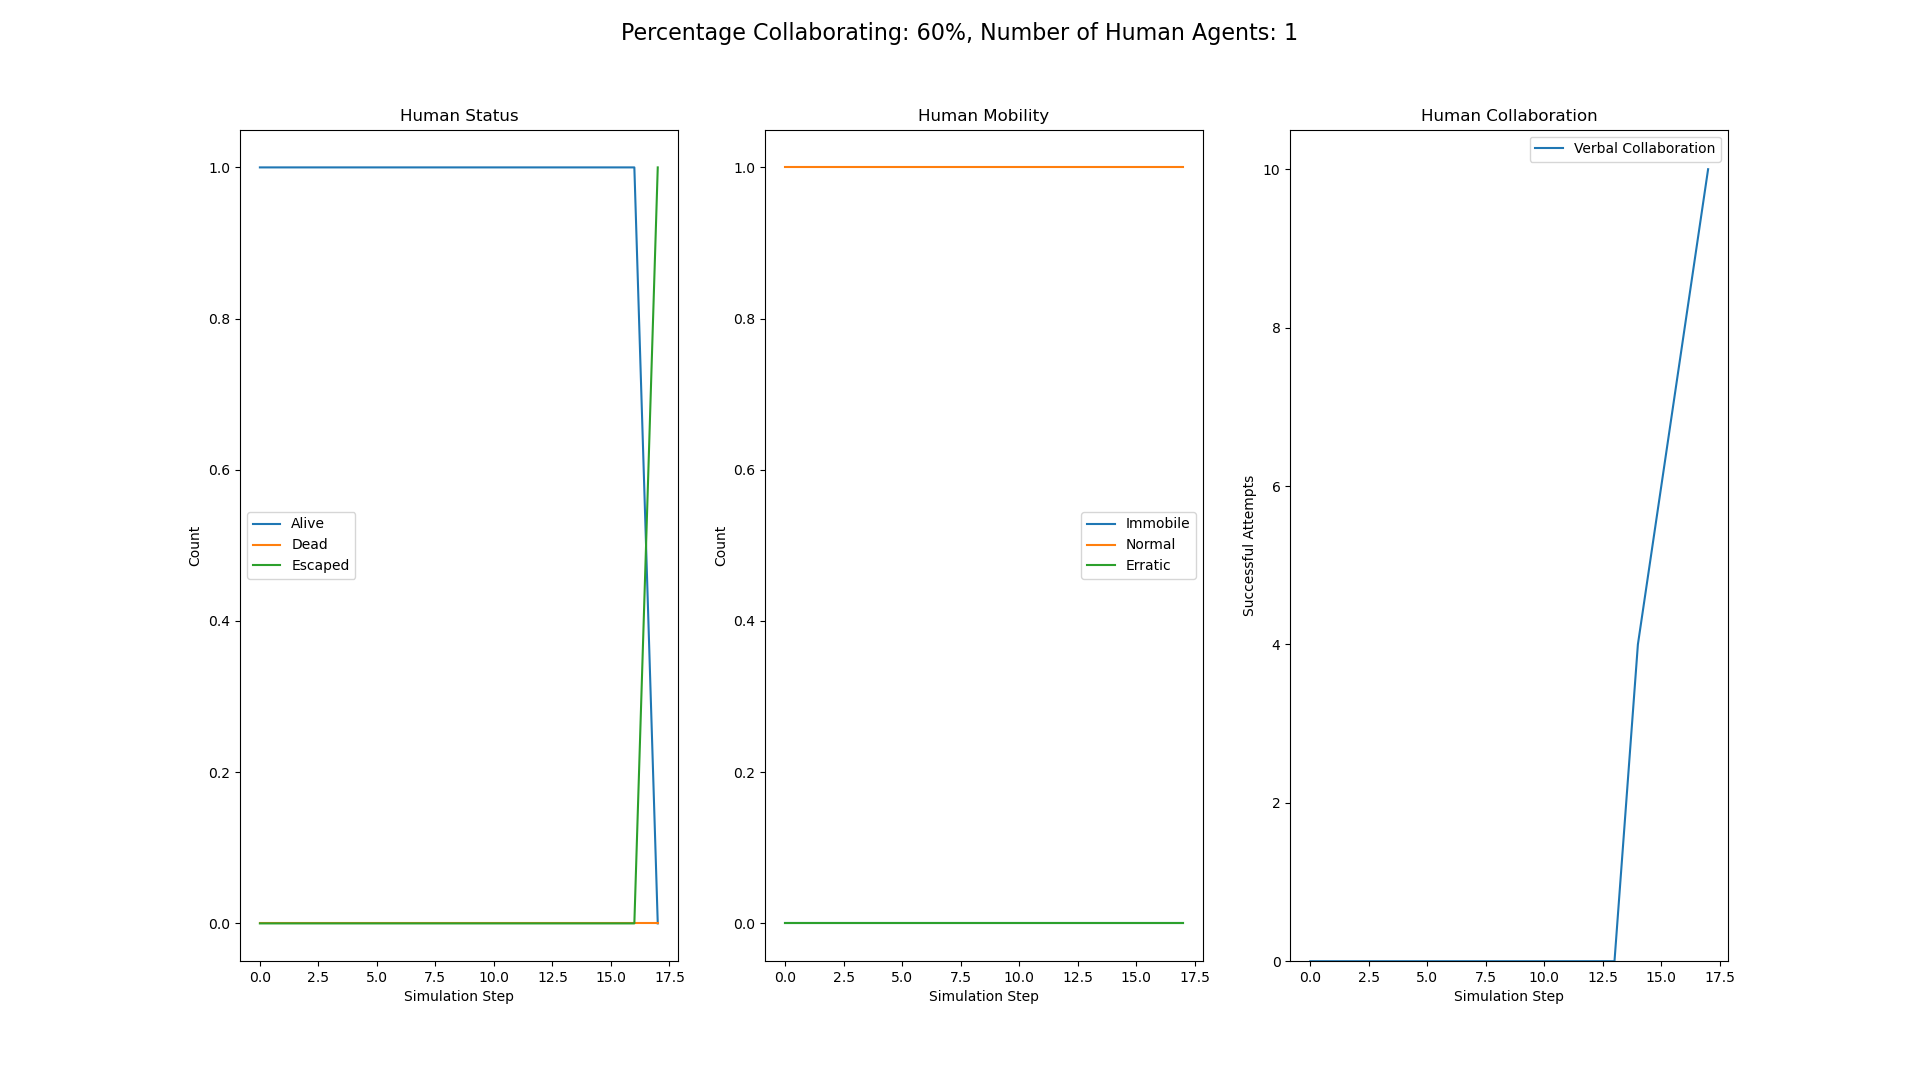 Percentage Collaborating: 60%, Number of Human Agents: 1
Human Status
1.0
0.8
0.6
0.4
0.2
0.0
Count
Alive
Dead
Escaped
0.0 2.5 5.0 7.5 10.0 12.5 15.0 17.5
Simulation Step
Human Mobility
1.0
0.8
0.6
0.4
0.2
0.0
Count
Immobile
Normal
Erratic
0.0 2.5 5.0 7.5 10.0 12.5 15.0 17.5
Simulation Step
Human Collaboration
Verbal Collaboration
10
8
6
4
2
0
Successful Attempts
0.0 2.5 5.0 7.5 10.0 12.5 15.0 17.5
Simulation Step